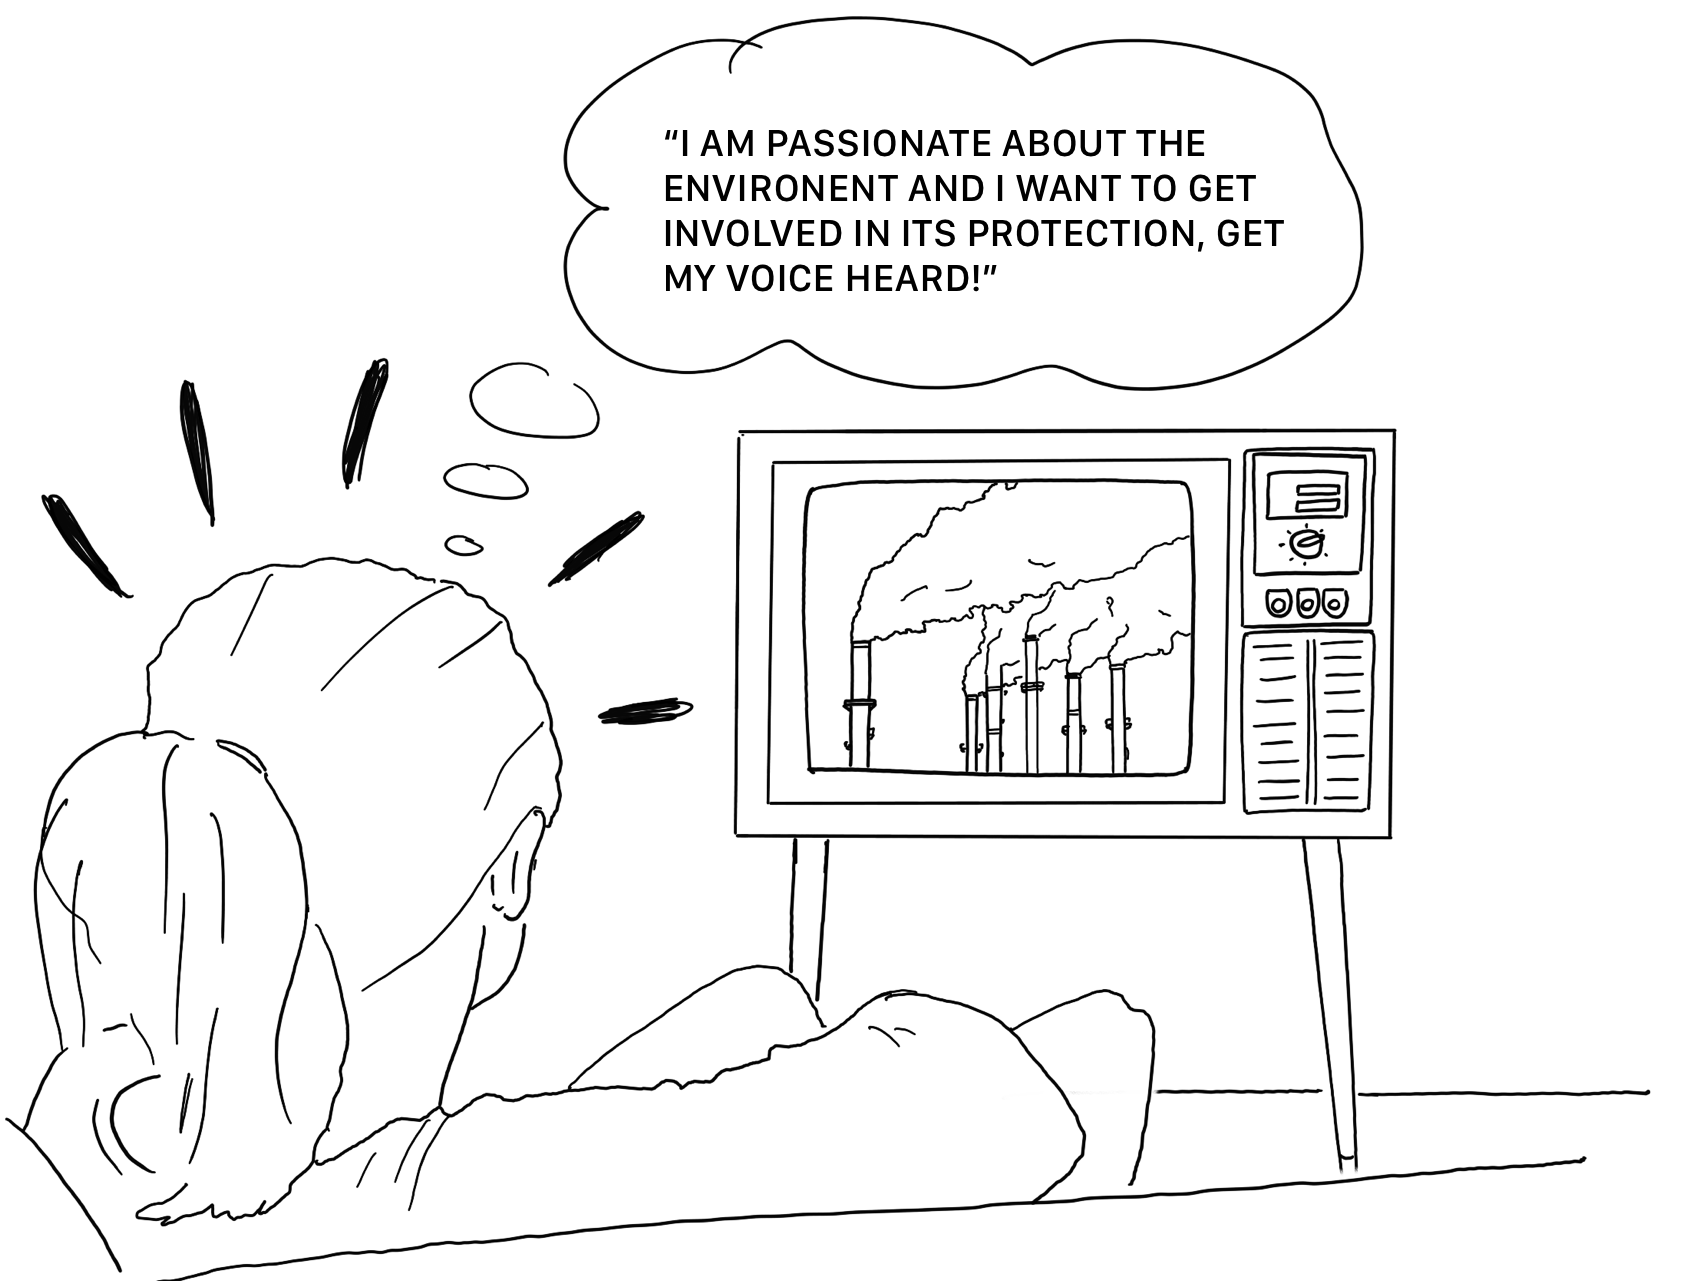 “I AM PASSIONATE ABOUT THE
ENVIRONENT AND I WANT TO GET
INVOLVED IN ITS PROTECTION, GET
MY VOICE HEARD!”